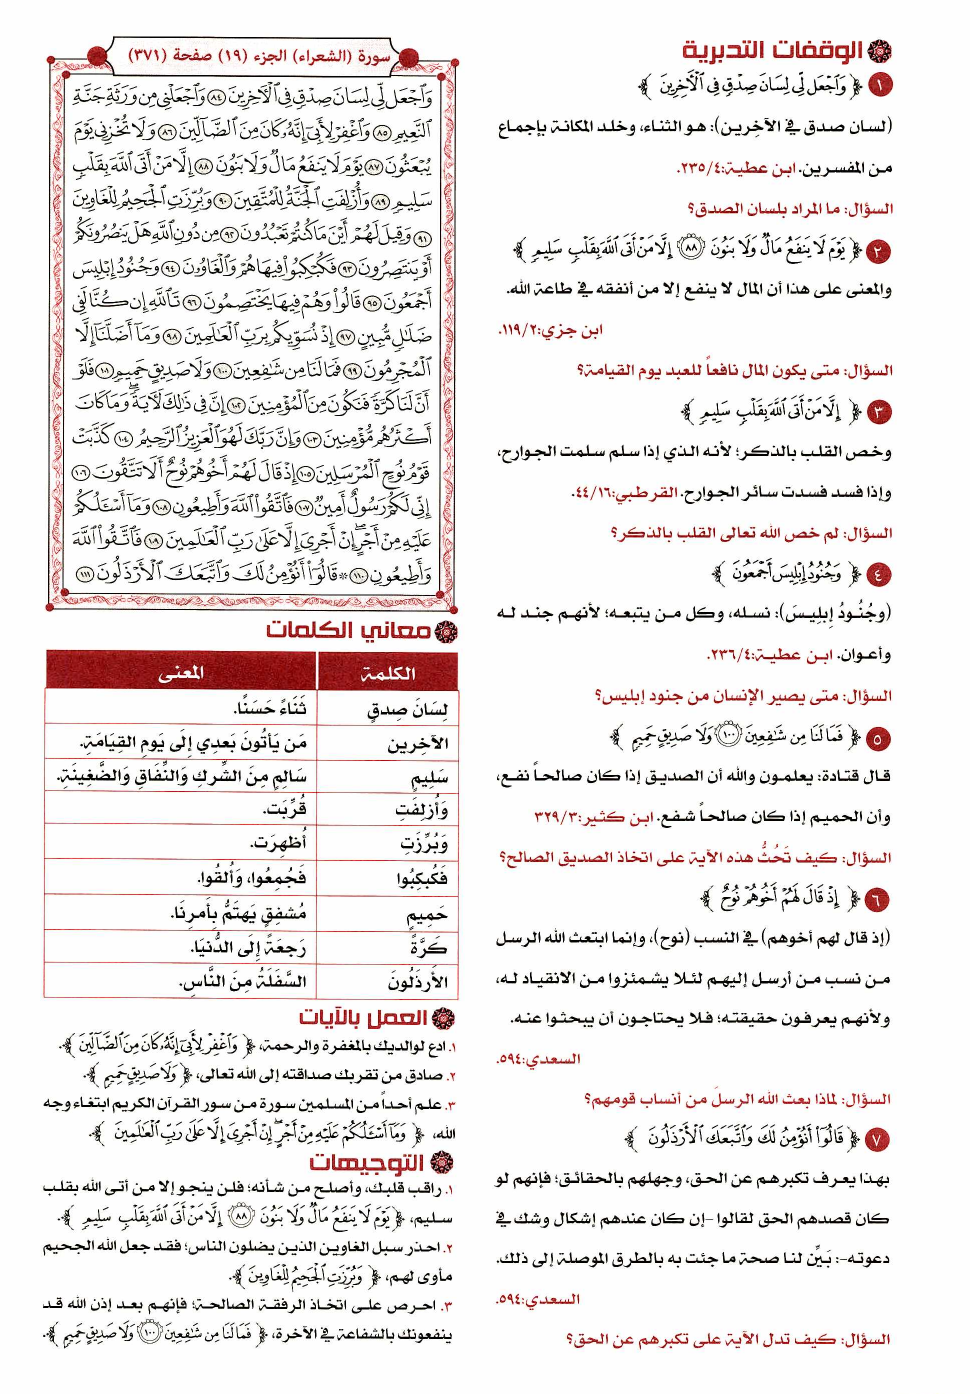 الوقفات التدبرية
١ ﴿ وَٱجْعَل لِّى لِسَانَ صِدْقٍ فِى ٱلْءَاخِرِينَ ﴾
(لسان صدق في الآخِرين): هو الثناء، وخلد المكانة بإجماع
من المفسرين. ابن عطية:٢٣٥/٤.
السؤال: ما المراد بلسان الصدق؟
٢ ﴿ يَوْمَ لَا يَنفَعُ مَالٌ وَلَا بَنُونَ ﴿٨٨﴾ إِلَّا مَنْ أَتَى ٱللَّهَ بِقَلْبٍ سَلِيمٍ ﴾
والمعنى على هذا أن المال لا ينفع إلا من أنفقه في طاعة الله.
ابن جزي:١١٩/٢.
السؤال: متى يكون المال نافعاً للعبد يوم القيامة؟
٣ ﴿ إِلَّا مَنْ أَتَى ٱللَّهَ بِقَلْبٍ سَلِيمٍ ﴾
وخص القلب بالذكر؛ لأنه الذي إذا سلم سلمت الجوارح،
وإذا فسد فسدت سائر الجوارح. القرطبي:٤٤/١٦.
السؤال: لم خص الله تعالى القلب بالذكر؟
٤ ﴿ وَجُنُودُ إِبْلِيسَ أَجْمَعُونَ ﴾
(وجُنُودُ إبلِيسَ): نسله، وكل من يتبعه؛ لأنهم جند له
وأعوان. ابن عطية:٢٣٦/٤.
السؤال: متى يصير الإنسان من جنود إبليس؟
٥ ﴿ فَمَا لَنَا مِن شَٰفِعِينَ ﴿١٠٠﴾ وَلَا صَدِيقٍ حَمِيمٍ ﴾
قال قتادة: يعلمون والله أن الصديق إذا كان صالحاً نفع،
وأن الحميم إذا كان صالحاً شفع. ابن كثير:٣٢٩/٣
السؤال: كيف تَحُثُّ هذه الآية على اتخاذ الصديق الصالح؟
٦ ﴿ إِذْ قَالَ لَهُمْ أَخُوهُمْ نُوحٌ ﴾
(إذ قال لهم أخوهم) في النسب (نوح)، وإنما ابتعث الله الرسل
من نسب من أرسل إليهم لئلا يشمئزوا من الانقياد له،
ولأنهم يعرفون حقيقته؛ فلا يحتاجون أن يبحثوا عنه.
السعدي:٥٩٤.
السؤال: لماذا بعث الله الرسلَ من أنساب قومهم؟
٧ ﴿ قَالُوٓا۟ أَنُؤْمِنُ لَكَ وَٱتَّبَعَكَ ٱلْأَرْذَلُونَ ﴾
بهذا يعرف تكبرهم عن الحق، وجهلهم بالحقائق؛ فإنهم لو
كان قصدهم الحق لقالوا -إن كان عندهم إشكال وشك في
دعوته-: بَيِّن لنا صحة ما جئت به بالطرق الموصلة إلى ذلك.
السعدي:٥٩٤.
السؤال: كيف تدل الآية على تكبرهم عن الحق؟
سورة (الشعراء) الجزء (١٩) صفحة (٣٧١)
وَٱجْعَل لِّى لِسَانَ صِدْقٍ فِى ٱلْءَاخِرِينَ ٨٤ وَٱجْعَلْنِى مِن وَرَثَةِ جَنَّةِ
ٱلنَّعِيمِ ٨٥ وَٱغْفِرْ لِأَبِىٓ إِنَّهُۥ كَانَ مِنَ ٱلضَّآلِّينَ ٨٦ وَلَا تُخْزِنِى يَوْمَ
يُبْعَثُونَ ٨٧ يَوْمَ لَا يَنفَعُ مَالٌ وَلَا بَنُونَ ٨٨ إِلَّا مَنْ أَتَى ٱللَّهَ بِقَلْبٍ
سَلِيمٍ ٨٩ وَأُزْلِفَتِ ٱلْجَنَّةُ لِلْمُتَّقِينَ ٩٠ وَبُرِّزَتِ ٱلْجَحِيمُ لِلْغَاوِينَ
٩١ وَقِيلَ لَهُمْ أَيْنَ مَا كُنتُمْ تَعْبُدُونَ ٩٢ مِن دُونِ ٱللَّهِ هَلْ يَنصُرُونَكُمْ
أَوْ يَنتَصِرُونَ ٩٣ فَكُبْكِبُوا۟ فِيهَا هُمْ وَٱلْغَاوُۥنَ ٩٤ وَجُنُودُ إِبْلِيسَ
أَجْمَعُونَ ٩٥ قَالُوا۟ وَهُمْ فِيهَا يَخْتَصِمُونَ ٩٦ تَٱللَّهِ إِن كُنَّا لَفِى
ضَلَٰلٍ مُّبِينٍ ٩٧ إِذْ نُسَوِّيكُم بِرَبِّ ٱلْعَٰلَمِينَ ٩٨ وَمَآ أَضَلَّنَآ إِلَّا
ٱلْمُجْرِمُونَ ٩٩ فَمَا لَنَا مِن شَٰفِعِينَ ١٠٠ وَلَا صَدِيقٍ حَمِيمٍ ١٠١ فَلَوْ
أَنَّ لَنَا كَرَّةً فَنَكُونَ مِنَ ٱلْمُؤْمِنِينَ ١٠٢ إِنَّ فِى ذَٰلِكَ لَءَايَةً ۖ وَمَا كَانَ
أَكْثَرُهُم مُّؤْمِنِينَ ١٠٣ وَإِنَّ رَبَّكَ لَهُوَ ٱلْعَزِيزُ ٱلرَّحِيمُ ١٠٤ كَذَّبَتْ
قَوْمُ نُوحٍ ٱلْمُرْسَلِينَ ١٠٥ إِذْ قَالَ لَهُمْ أَخُوهُمْ نُوحٌ أَلَا تَتَّقُونَ ١٠٦
إِنِّى لَكُمْ رَسُولٌ أَمِينٌ ١٠٧ فَٱتَّقُوا۟ ٱللَّهَ وَأَطِيعُونِ ١٠٨ وَمَآ أَسْـَٔلُكُمْ
عَلَيْهِ مِنْ أَجْرٍ ۖ إِنْ أَجْرِىَ إِلَّا عَلَىٰ رَبِّ ٱلْعَٰلَمِينَ ١٠٩ فَٱتَّقُوا۟ ٱللَّهَ
وَأَطِيعُونِ ١١٠ ۞ قَالُوٓا۟ أَنُؤْمِنُ لَكَ وَٱتَّبَعَكَ ٱلْأَرْذَلُونَ ١١١
معاني الكلمات
الكلمة المعنى
لِسَانَ صِدقٍ ثَنَاءً حَسَنًا.
الآخِرِين مَن يَأتُونَ بَعدِي إلَى يَومِ القِيَامَةِ.
سَلِيمٍ سَالِمٍ مِنَ الشِّركِ وَالنِّفَاقِ وَالضَّغِينَةِ.
وَأُزلِفَتِ قُرِّبَت.
وَبُرِّزَتِ أُظهِرَت.
فَكُبكِبُوا فَجُمِعُوا، وَأُلقُوا.
حَمِيمٍ مُشفِقٍ يَهتَمُّ بِأَمرِنَا.
كَرَّةً رَجعَةً إلَى الدُّنيَا.
الأَرذَلُونَ السَّفَلَةُ مِنَ النَّاسِ.
العمل بالآيات
١. ادع لوالديك بالمغفرة والرحمة، ﴿ وَٱغْفِرْ لِأَبِىٓ إِنَّهُۥ كَانَ مِنَ ٱلضَّآلِّينَ ﴾.
٢. صادق من تقربك صداقته إلى الله تعالى، ﴿ وَلَا صَدِيقٍ حَمِيمٍ ﴾.
٣. علم أحداً من المسلمين سورة من سور القرآن الكريم ابتغاء وجه
الله، ﴿ وَمَآ أَسْـَٔلُكُمْ عَلَيْهِ مِنْ أَجْرٍ ۖ إِنْ أَجْرِىَ إِلَّا عَلَىٰ رَبِّ ٱلْعَٰلَمِينَ ﴾.
التوجيهات
١. راقب قلبك، وأصلح من شأنه؛ فلن ينجو إلا من أتى الله بقلب
سليم، ﴿ يَوْمَ لَا يَنفَعُ مَالٌ وَلَا بَنُونَ ﴿٨٨﴾ إِلَّا مَنْ أَتَى ٱللَّهَ بِقَلْبٍ سَلِيمٍ ﴾.
٢. احذر سبل الغاوين الذين يضلون الناس؛ فقد جعل الله الجحيم
مأوى لهم، ﴿ وَبُرِّزَتِ ٱلْجَحِيمُ لِلْغَاوِينَ ﴾.
٣. احرص على اتخاذ الرفقة الصالحة؛ فإنهم بعد إذن الله قد
ينفعونك بالشفاعة في الآخرة، ﴿ فَمَا لَنَا مِن شَٰفِعِينَ ﴿١٠٠﴾ وَلَا صَدِيقٍ حَمِيمٍ ﴾.